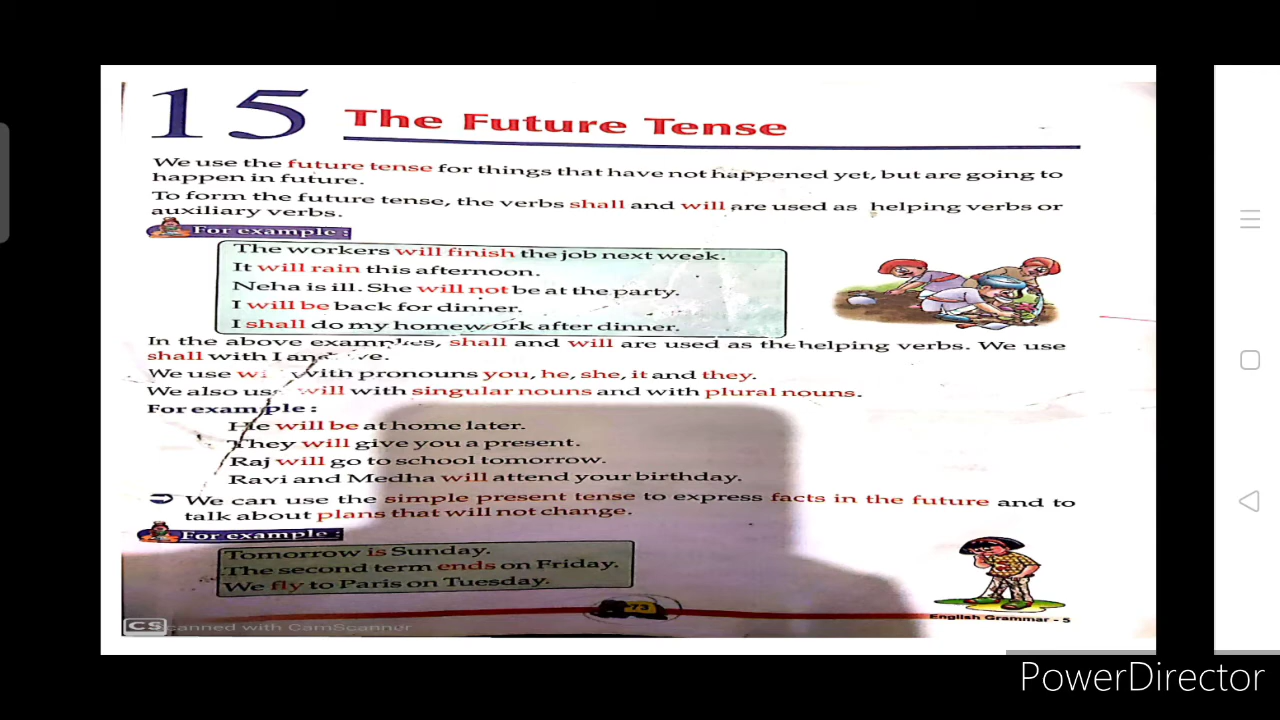 15 The Future Tense
We use the future tense for things that have not happened yet, but are going to
happen in future.
To form the future tense, the verbs shall and will are used as helping verbs or
auxiliary verbs.
For example :
The workers will finish the job next week.
It will rain this afternoon.
Neha is ill. She will not be at the party.
I will be back for dinner.
I shall do my homework after dinner.
In the above examples, shall and will are used as the helping verbs. We use
shall with I and we.
We use with pronouns you, he, she, it and they.
We also use will with singular nouns and with plural nouns.
For example :
He will be at home later.
They will give you a present.
Raj will go to school tomorrow.
Ravi and Medha will attend your birthday.
We can use the simple present tense to express facts in the future and to
talk about plans that will not change.
For example :
Tomorrow is Sunday.
The second term ends on Friday.
We fly to Paris on Tuesday.
73
English Grammar - 5
CS canned with CamScanner
PowerDirector